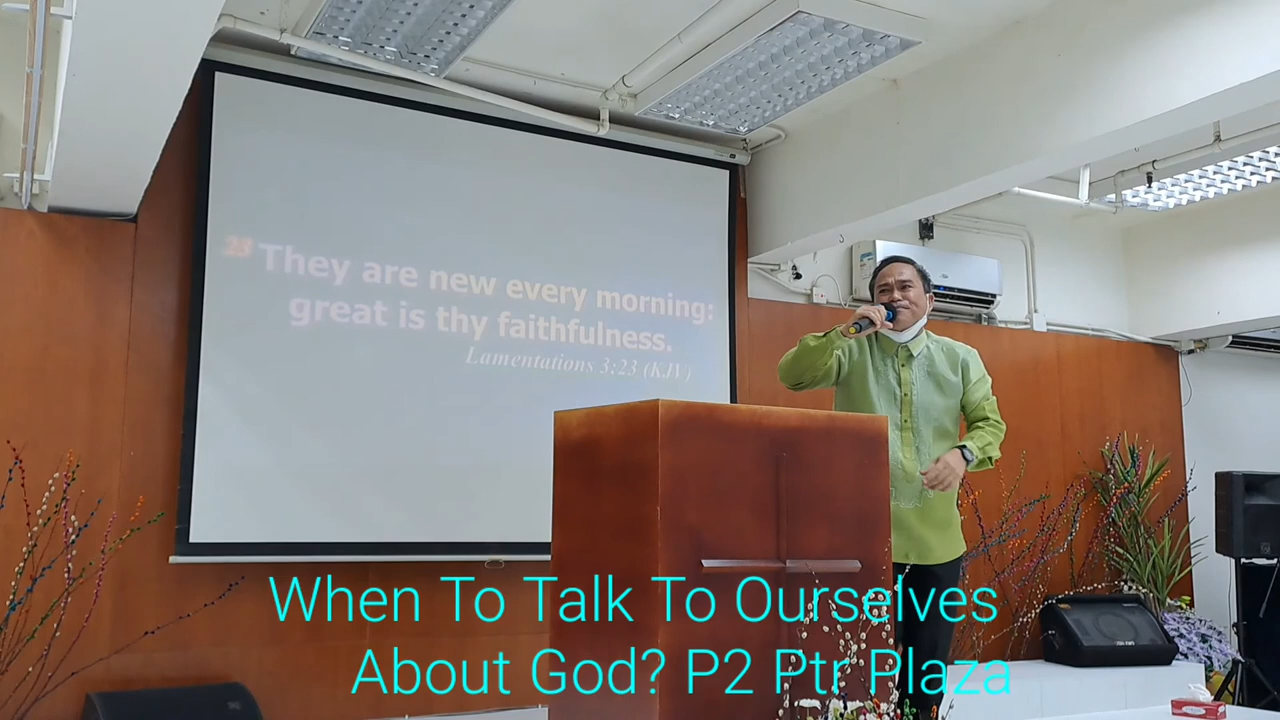 23 They are new every morning:
great is thy faithfulness.
Lamentations 3:23 (KJV)
When To Talk To Ourselves
About God? P2 Ptr Plaza